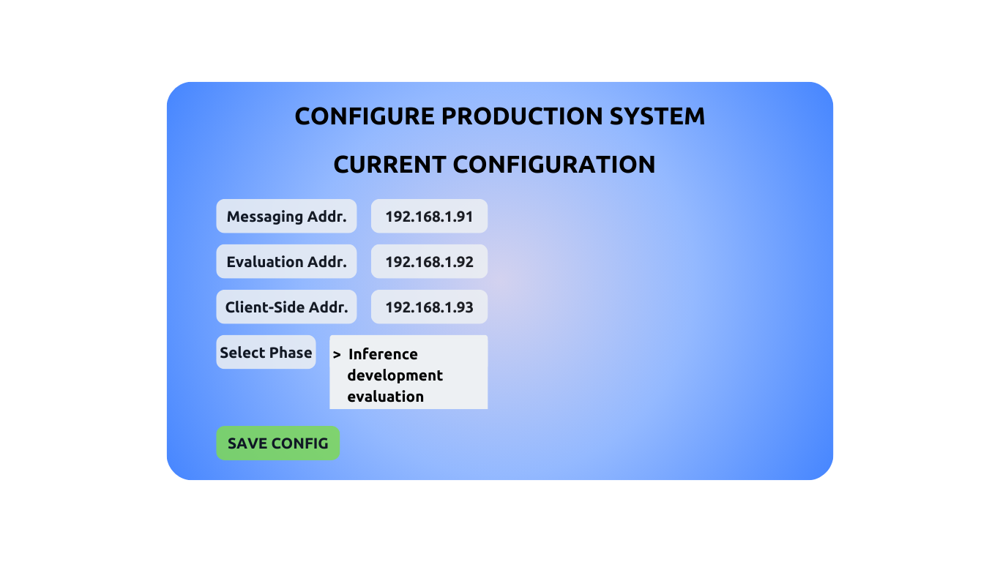 CONFIGURE PRODUCTION SYSTEM
CURRENT CONFIGURATION
Messaging Addr. 192.168.1.91
Evaluation Addr. 192.168.1.92
Client-Side Addr. 192.168.1.93
Select Phase > Inference
development
evaluation
SAVE CONFIG